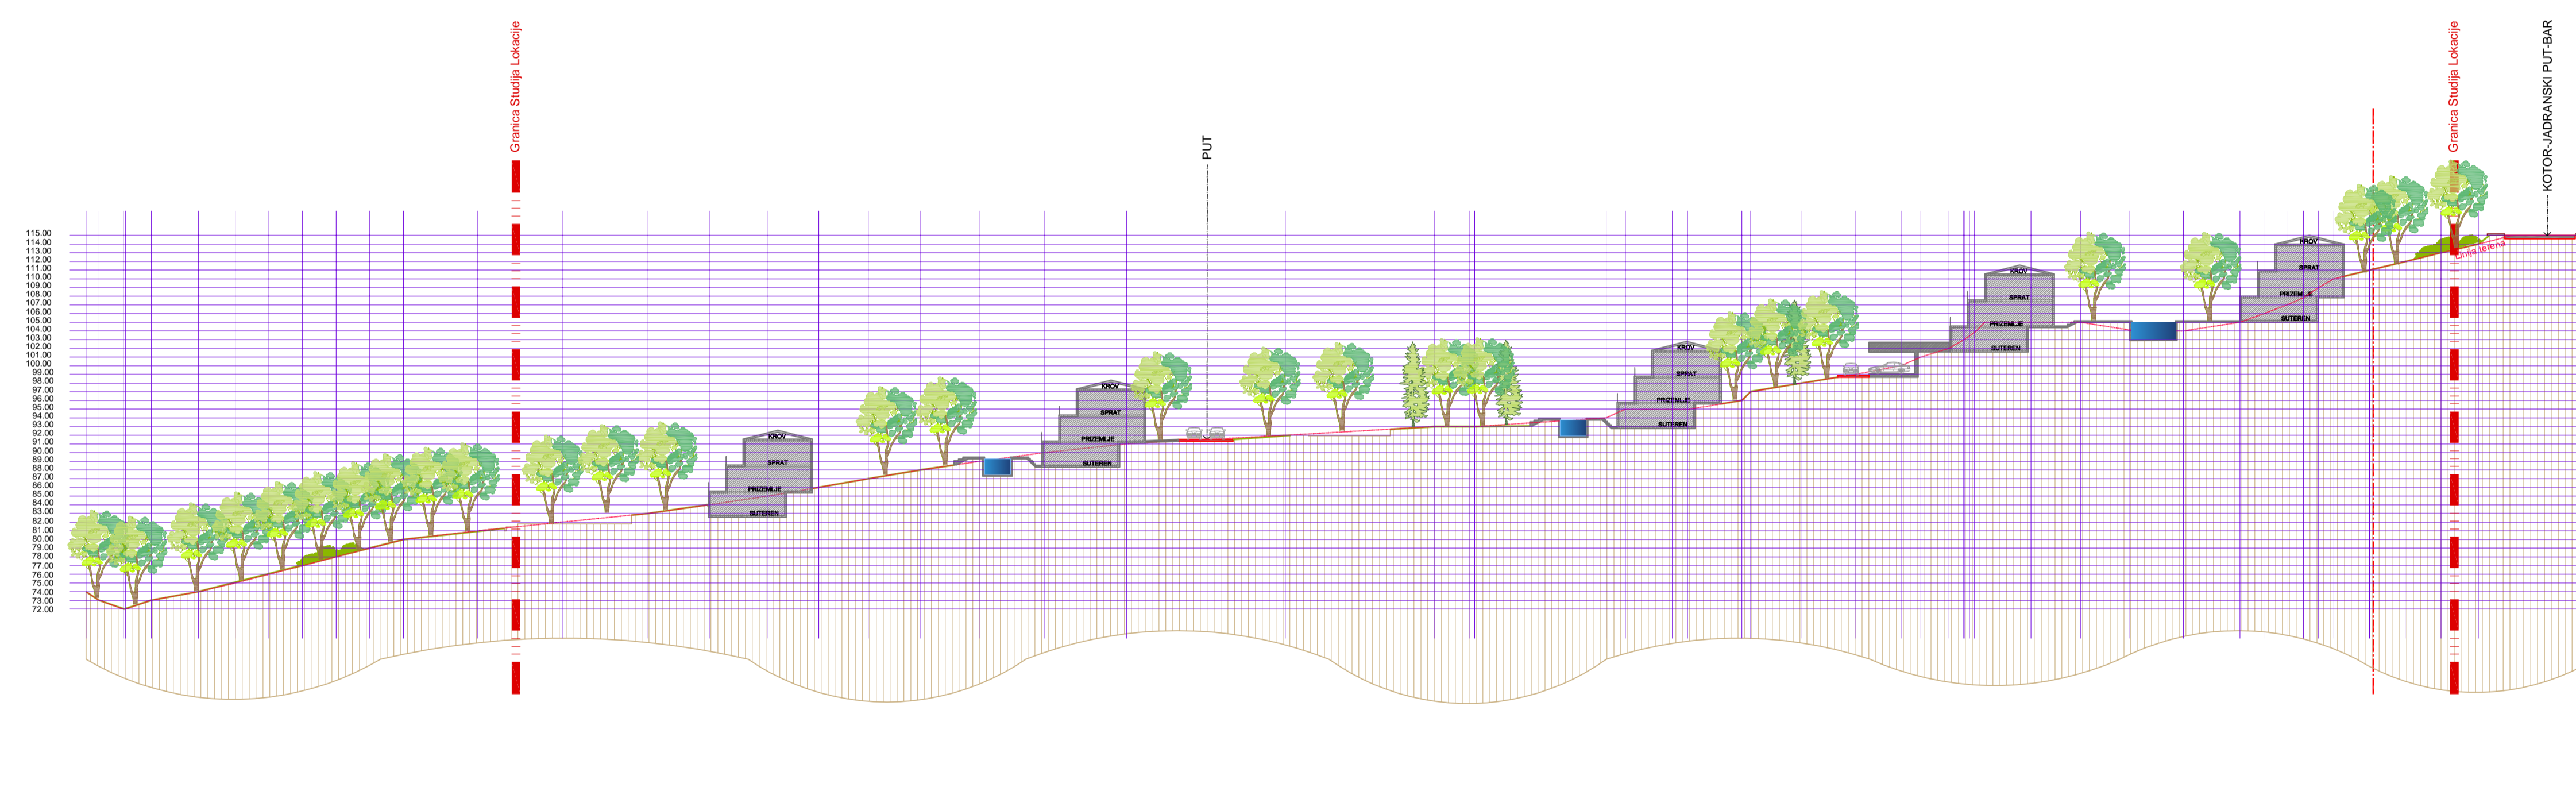 Granica Studija Lokacije
PUT
Granica Studija Lokacije
KOTOR-JADRANSKI PUT-BAR
115.00
114.00
113.00
112.00
111.00
110.00
109.00
108.00
107.00
106.00
105.00
104.00
103.00
102.00
101.00
100.00
99.00
98.00
97.00
96.00
95.00
94.00
93.00
92.00
91.00
90.00
89.00
88.00
87.00
86.00
85.00
84.00
83.00
82.00
81.00
80.00
79.00
78.00
77.00
76.00
75.00
74.00
73.00
72.00
KROV
SPRAT
PRIZEMLJE
SUTEREN
KROV
SPRAT
PRIZEMLJE
SUTEREN
KROV
SPRAT
PRIZEMLJE
SUTEREN
KROV
SPRAT
PRIZEMLJE
SUTEREN
KROV
SPRAT
PRIZEMLJE
SUTEREN
Linija terena